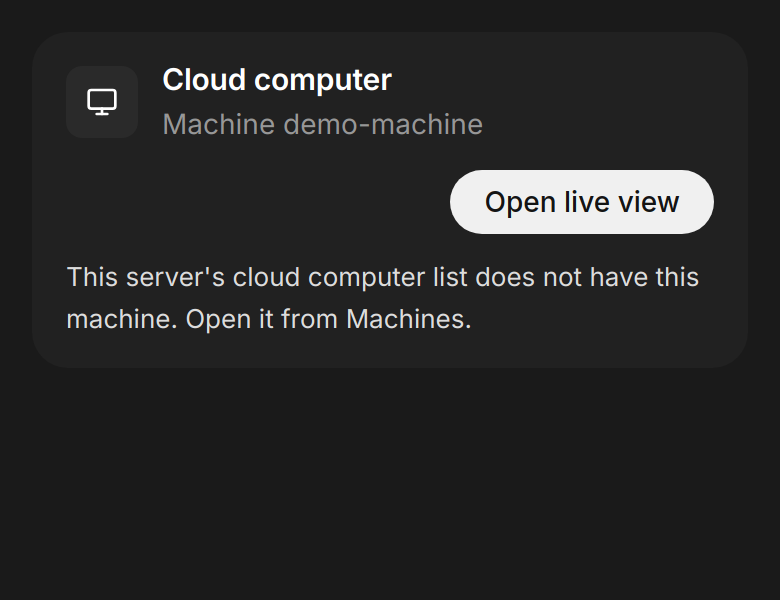 Cloud computer
Machine demo-machine
Open live view
This server's cloud computer list does not have this
machine. Open it from Machines.